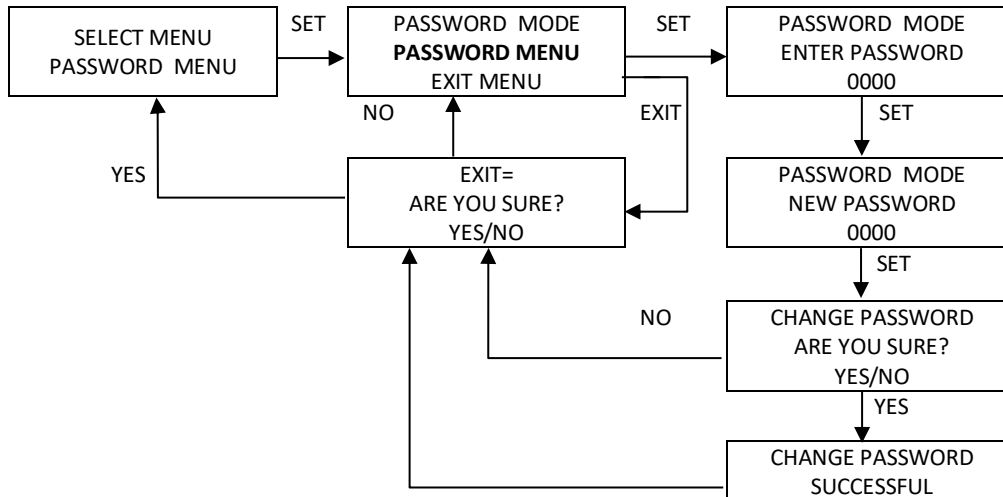 SELECT MENU
PASSWORD MENU
SET
PASSWORD MODE
PASSWORD MENU
EXIT MENU
SET
PASSWORD MODE
ENTER PASSWORD
0000
NO
EXIT
SET
YES
EXIT=
ARE YOU SURE?
YES/NO
PASSWORD MODE
NEW PASSWORD
0000
SET
NO
CHANGE PASSWORD
ARE YOU SURE?
YES/NO
YES
CHANGE PASSWORD
SUCCESSFUL